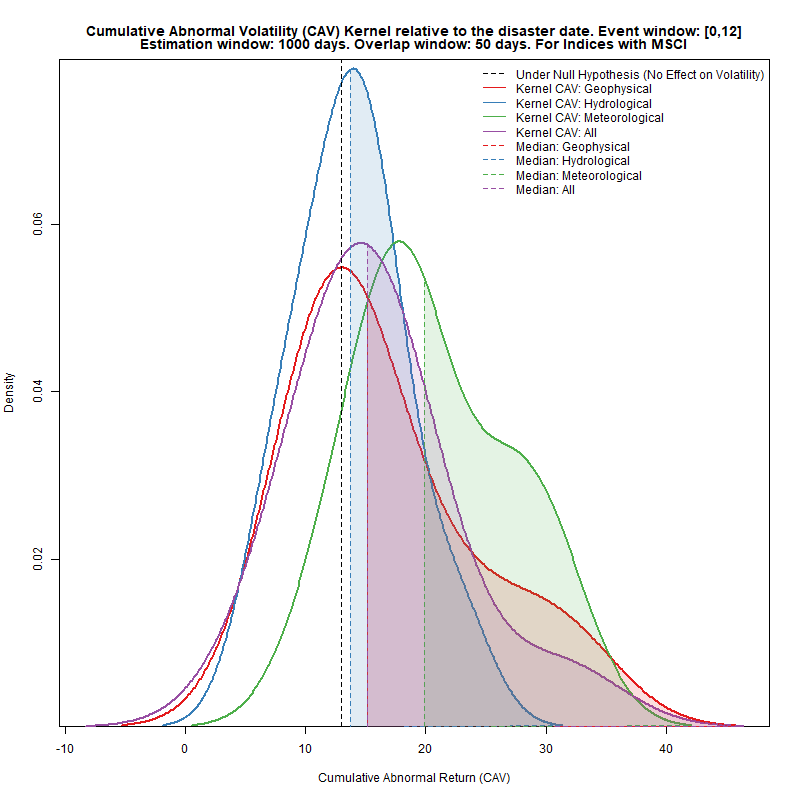 Cumulative Abnormal Volatility (CAV) Kernel relative to the disaster date. Event window: [0,12]
Estimation window: 1000 days. Overlap window: 50 days. For Indices with MSCI
Under Null Hypothesis (No Effect on Volatility)
Kernel CAV: Geophysical
Kernel CAV: Hydrological
Kernel CAV: Meteorological
Kernel CAV: All
Median: Geophysical
Median: Hydrological
Median: Meteorological
Median: All
Density
0.06
0.04
0.02
-10 0 10 20 30 40
Cumulative Abnormal Return (CAV)